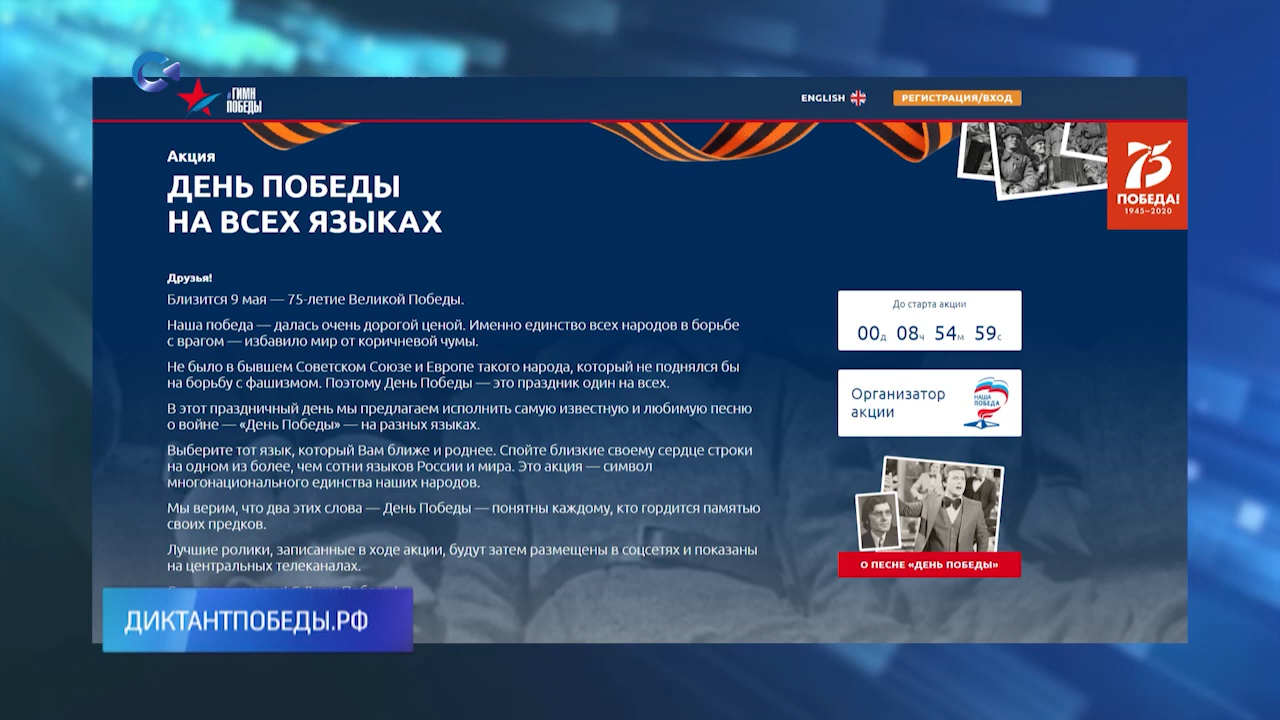 #ГИМН
ПОБЕДЫ
ENGLISH
РЕГИСТРАЦИЯ/ВХОД
Акция
ДЕНЬ ПОБЕДЫ
НА ВСЕХ ЯЗЫКАХ
75
ПОБЕДА!
1945–2020
Друзья!
Близится 9 мая — 75-летие Великой Победы.
Наша победа — далась очень дорогой ценой. Именно единство всех народов в борьбе
с врагом — избавило мир от коричневой чумы.
Не было в бывшем Советском Союзе и Европе такого народа, который не поднялся бы
на борьбу с фашизмом. Поэтому День Победы — это праздник один на всех.
В этот праздничный день мы предлагаем исполнить самую известную и любимую песню
о войне — «День Победы» — на разных языках.
Выберите тот язык, который Вам ближе и роднее. Спойте близкие своему сердце строки
на одном из более, чем сотни языков России и мира. Это акция — символ
многонационального единства наших народов.
Мы верим, что два этих слова — День Победы — понятны каждому, кто гордится памятью
своих предков.
Лучшие ролики, записанные в ходе акции, будут затем размещены в соцсетях и показаны
на центральных телеканалах.
До старта акции
00д 08ч 54м 59с
Организатор
акции
НАША
ПОБЕДА
О ПЕСНЕ «ДЕНЬ ПОБЕДЫ»
ДИКТАНТПОБЕДЫ.РФ